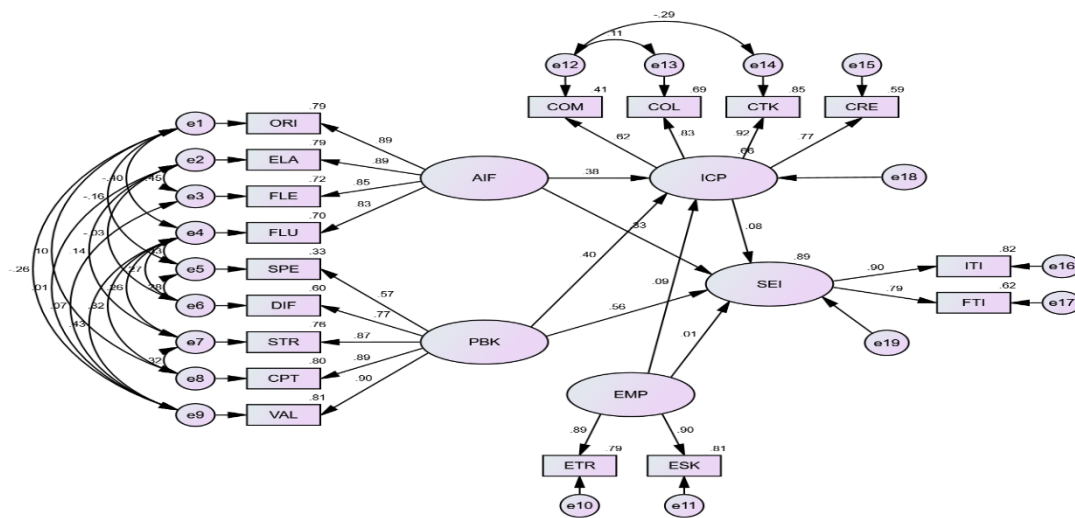 -.29
.11
e12
e13
e14
e15
.41
.69
.85
.59
COM
COL
CTK
CRE
.62
.83
.92
.77
.66
.79
e1
ORI
.89
.79
e2
ELA
.89
AIF
.38
ICP
e18
.72
e3
FLE
.85
.70
e4
FLU
.83
-.40
.45
-.16
-.03
.33
e5
SPE
.57
.33
.08
.10
.14
.27
.40
.89
SEI
.82
.90
ITI
e16
-.26
.01
.26
.28
.60
e6
DIF
.77
.09
.79
.62
FTI
e17
.07
.32
.76
e7
STR
.87
PBK
.56
.01
e19
.43
.32
.80
e8
CPT
.89
.81
e9
VAL
.90
EMP
.89
.90
.79
.81
ETR
ESK
e10
e11